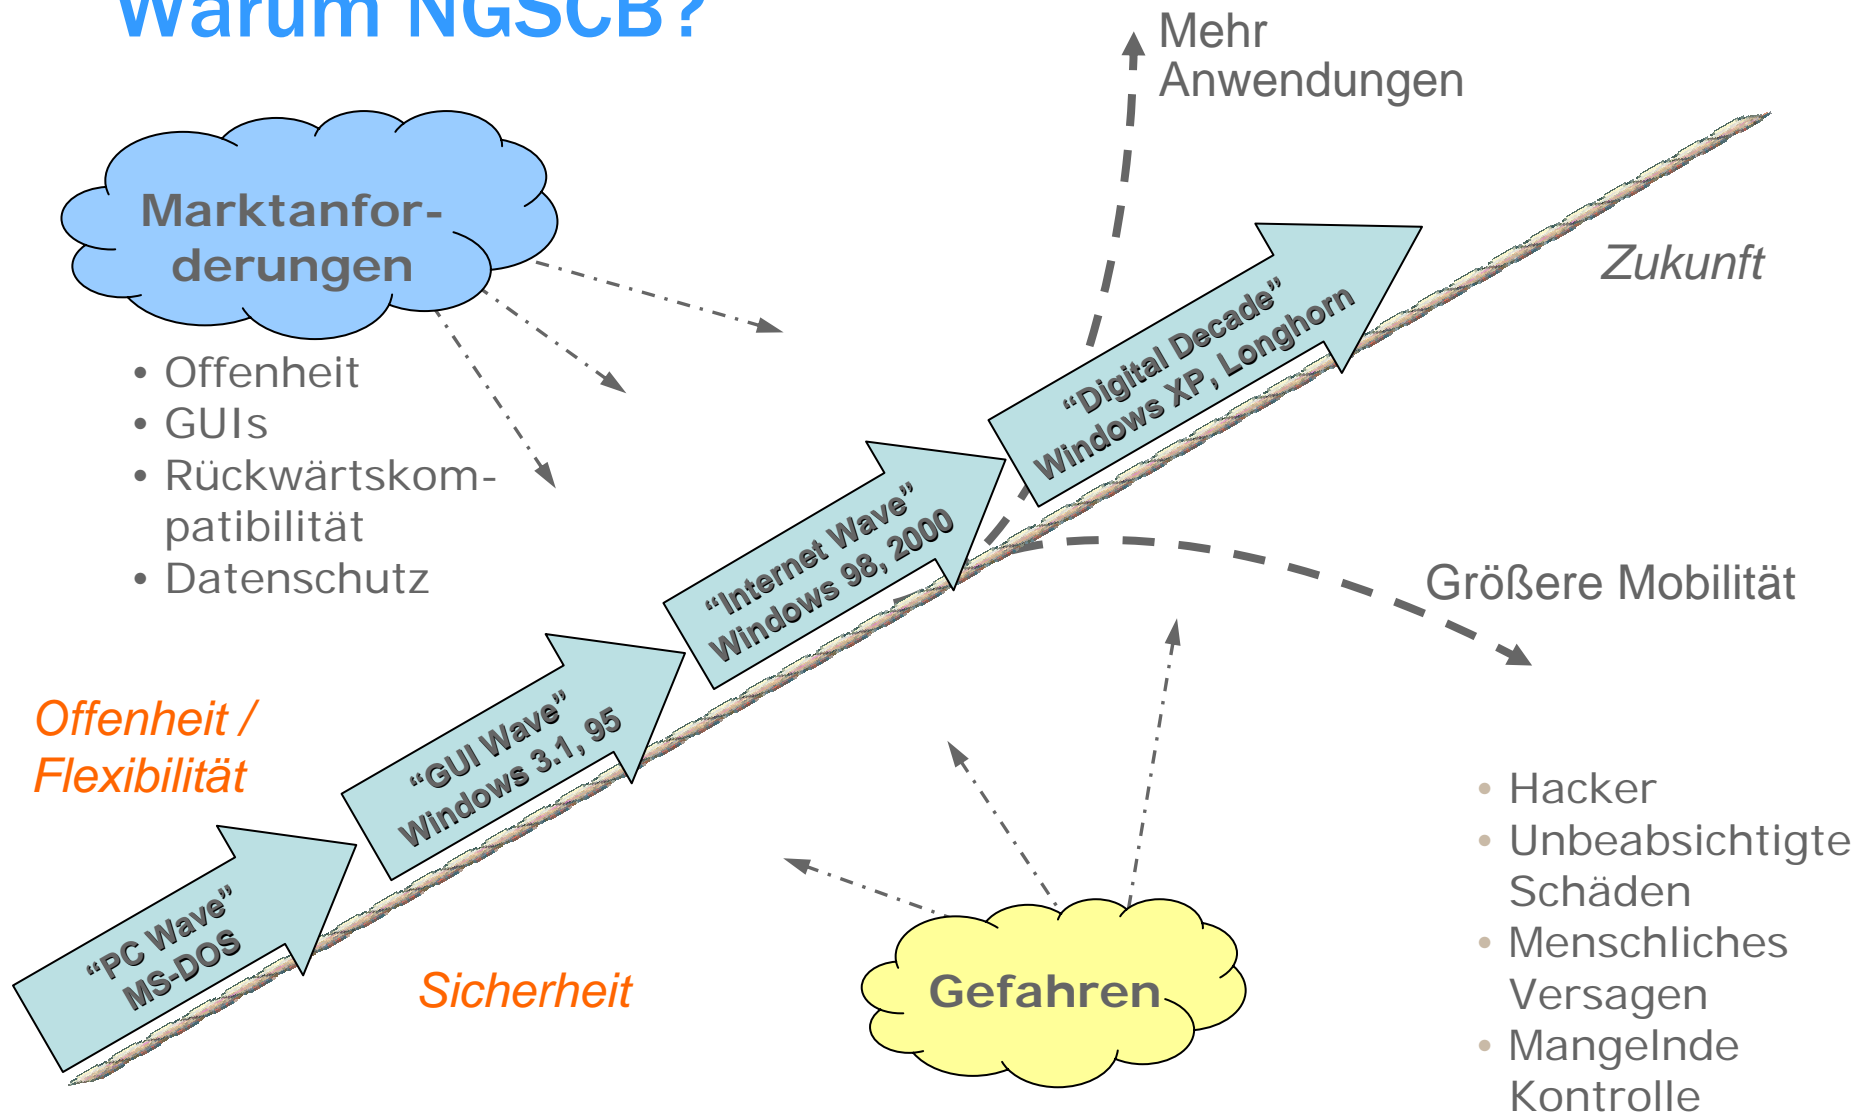 Warum NGSCB?
Mehr
Anwendungen
Marktanfor-
derungen
• Offenheit
• GUIs
• Rückwärtskom-
patibilität
• Datenschutz
Zukunft
“Digital Decade”
Windows XP, Longhorn
“Internet Wave”
Windows 98, 2000
Größere Mobilität
“GUI Wave”
Windows 3.1, 95
Offenheit /
Flexibilität
“PC Wave”
MS-DOS
Sicherheit
Gefahren
• Hacker
• Unbeabsichtigte
Schäden
• Menschliches
Versagen
• Mangelnde
Kontrolle